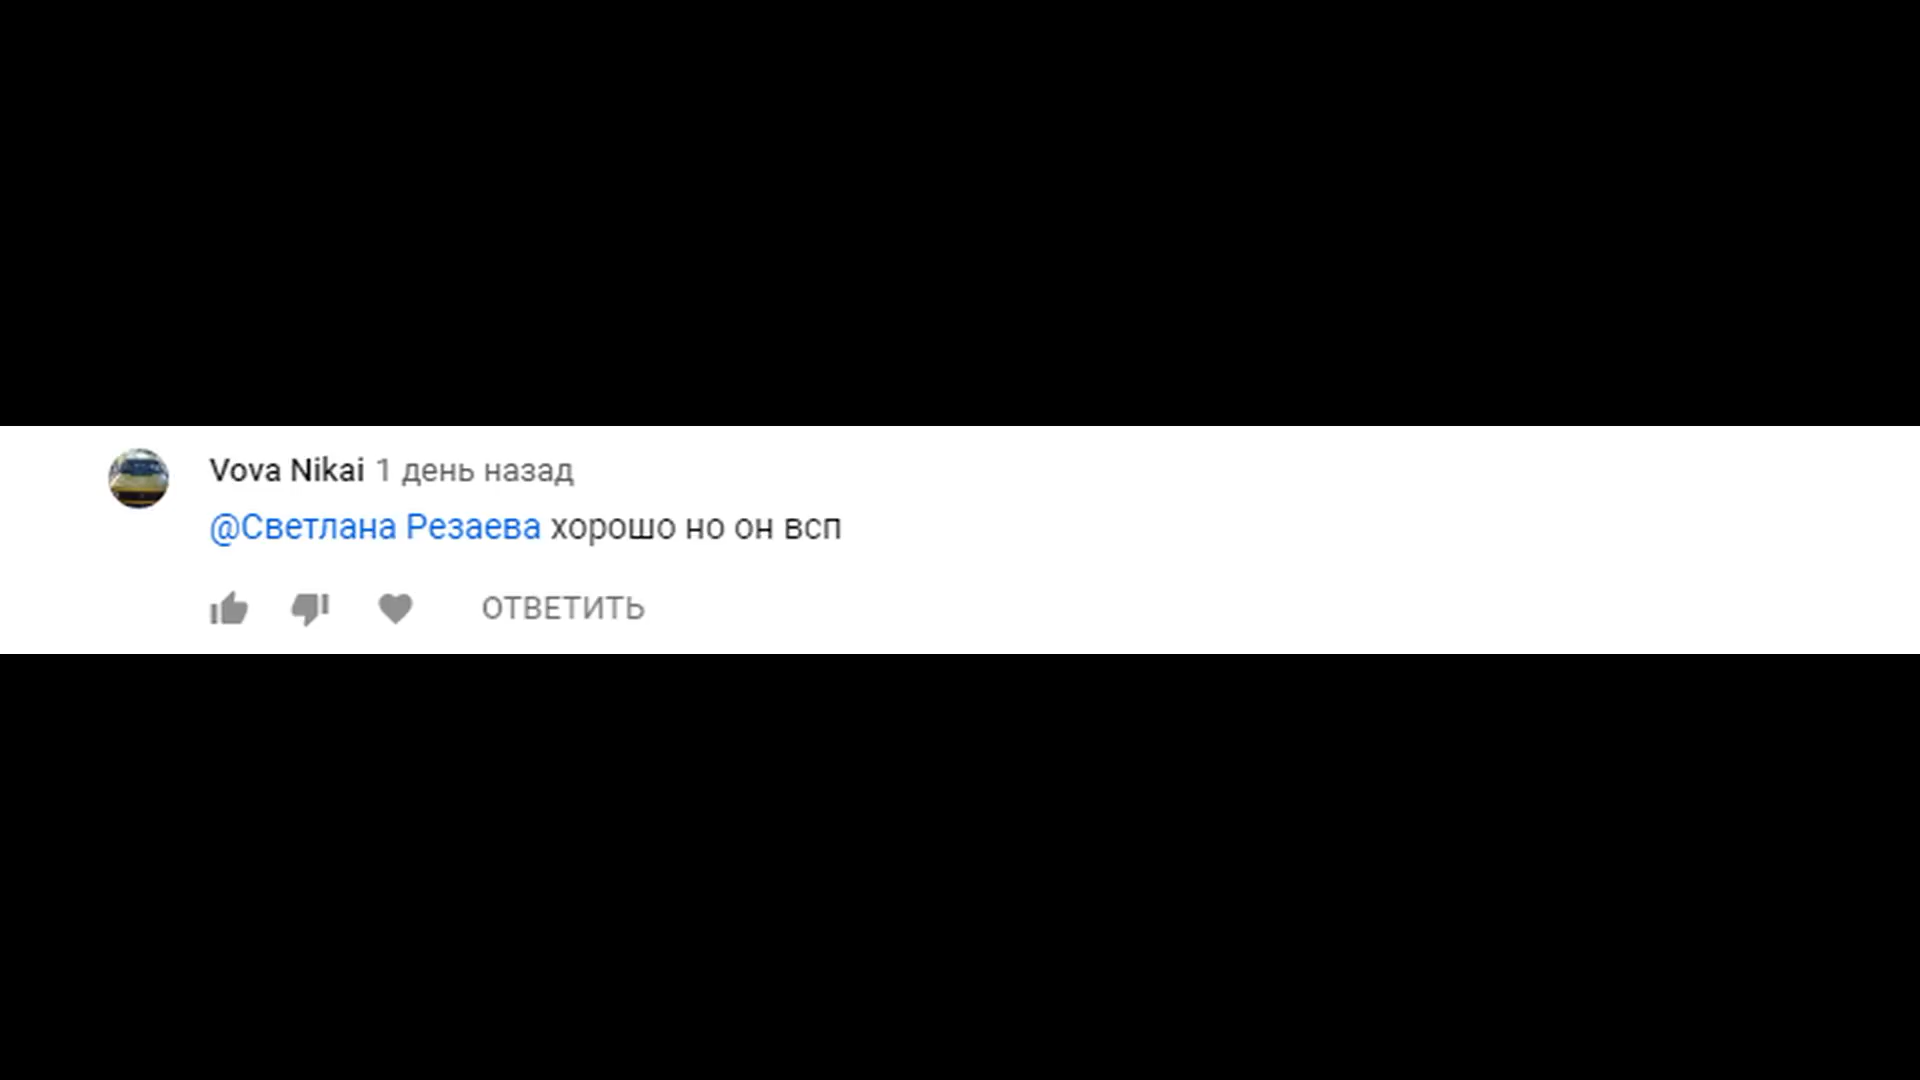 Vova Nikai 1 день назад
@Светлана Резаева хорошо но он всп
ОТВЕТИТЬ